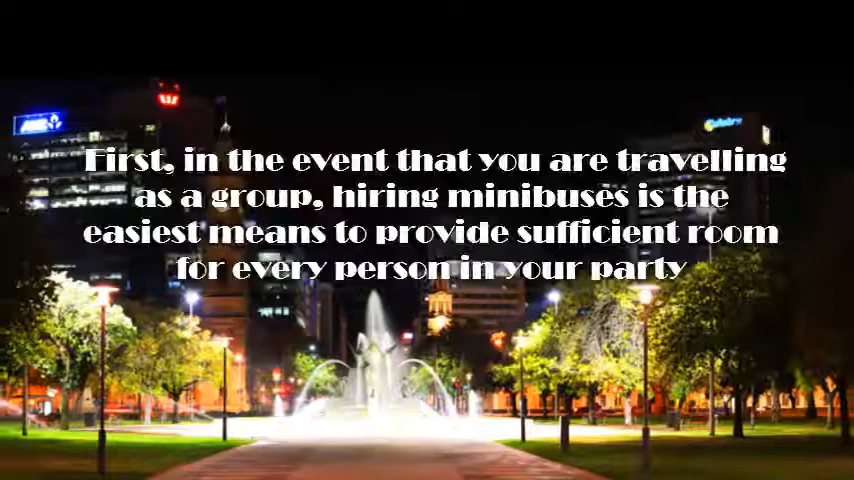 First, in the event that you are travelling
as a group, hiring minibuses is the
easiest means to provide sufficient room
for every person in your party